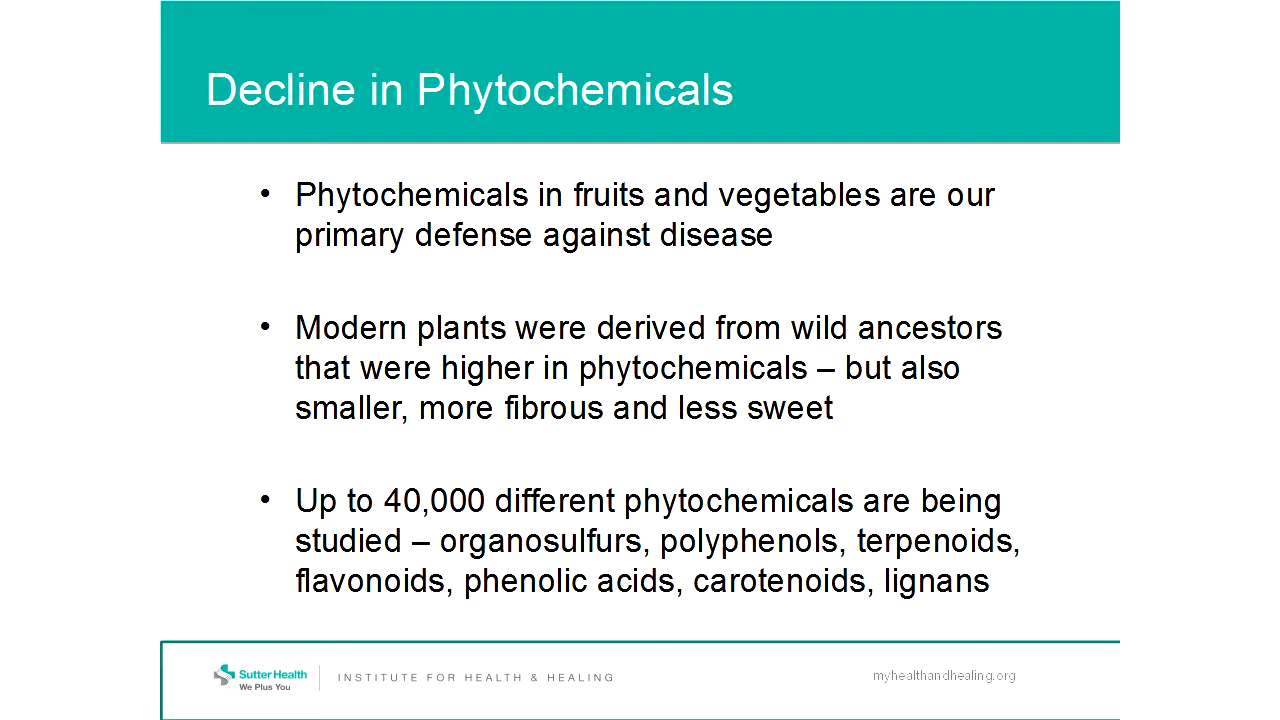 Decline in Phytochemicals
• Phytochemicals in fruits and vegetables are our
primary defense against disease
• Modern plants were derived from wild ancestors
that were higher in phytochemicals – but also
smaller, more fibrous and less sweet
• Up to 40,000 different phytochemicals are being
studied – organosulfurs, polyphenols, terpenoids,
flavonoids, phenolic acids, carotenoids, lignans
Sutter Health
We Plus You
INSTITUTE FOR HEALTH & HEALING
myhealthandhealing.org